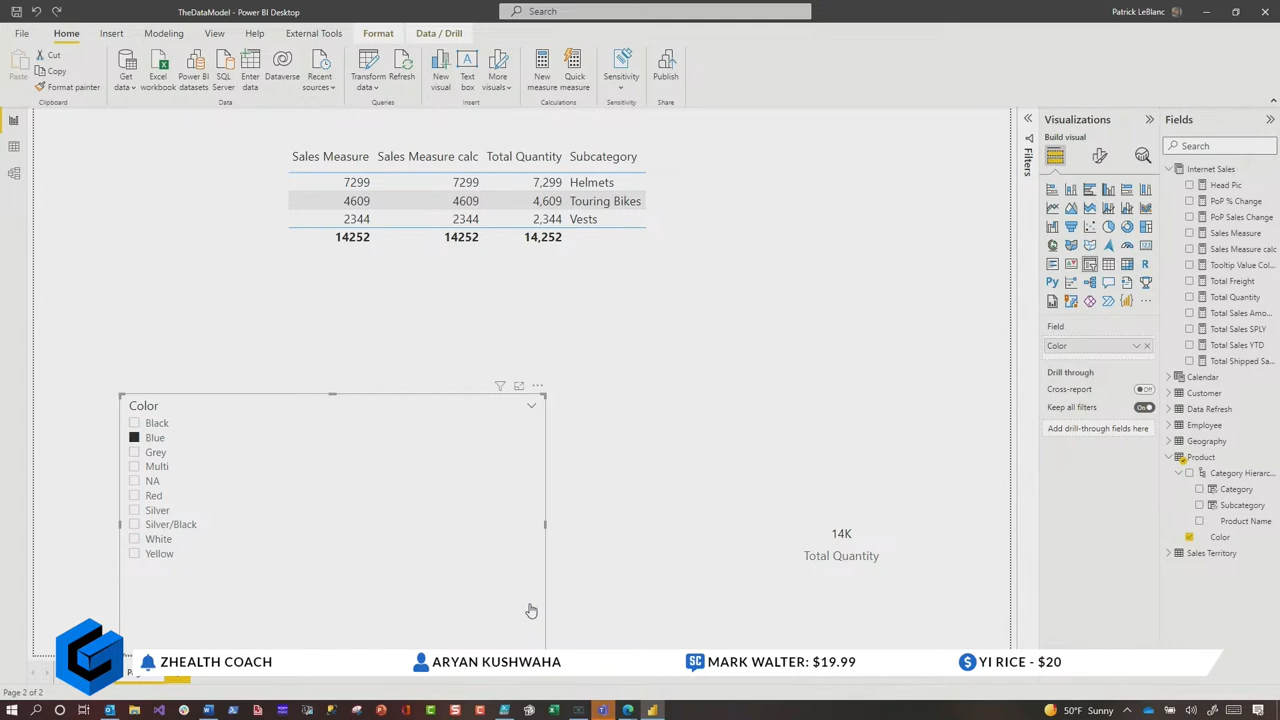 TheDataModel - Power BI Desktop
Search
Patrick LeBlanc
File Home Insert Modeling View Help External Tools Format Data / Drill
Paste
Cut
Copy
Format painter
Clipboard
Get data
Excel workbook
Power BI datasets
SQL Server
Enter data
Dataverse
Recent sources
Data
Transform data
Refresh
Queries
New visual
Text box
More visuals
Insert
New measure
Quick measure
Calculations
Sensitivity
Sensitivity
Publish
Share
Sales Measure Sales Measure calc Total Quantity Subcategory
7299 7299 7,299 Helmets
4609 4609 4,609 Touring Bikes
2344 2344 2,344 Vests
14252 14252 14,252
Color
Black
Blue
Grey
Multi
NA
Red
Silver
Silver/Black
White
Yellow
14K
Total Quantity
Filters
Visualizations
Build visual
Field
Color
Drill through
Cross-report Off
Keep all filters On
Add drill-through fields here
Fields
Search
Internet Sales
Head Pic
PoP % Change
PoP Sales Change
Sales Measure
Sales Measure calc
Tooltip Value Col...
Total Freight
Total Quantity
Total Sales Amo...
Total Sales SPLY
Total Sales YTD
Total Shipped Sa...
Calendar
Customer
Data Refresh
Employee
Geography
Product
Category Hierarc...
Category
Subcategory
Product Name
Color
Sales Territory
ZHEALTH COACH ARYAN KUSHWAHA MARK WALTER: $19.99 YI RICE - $20
Page 2 of 2
50°F Sunny